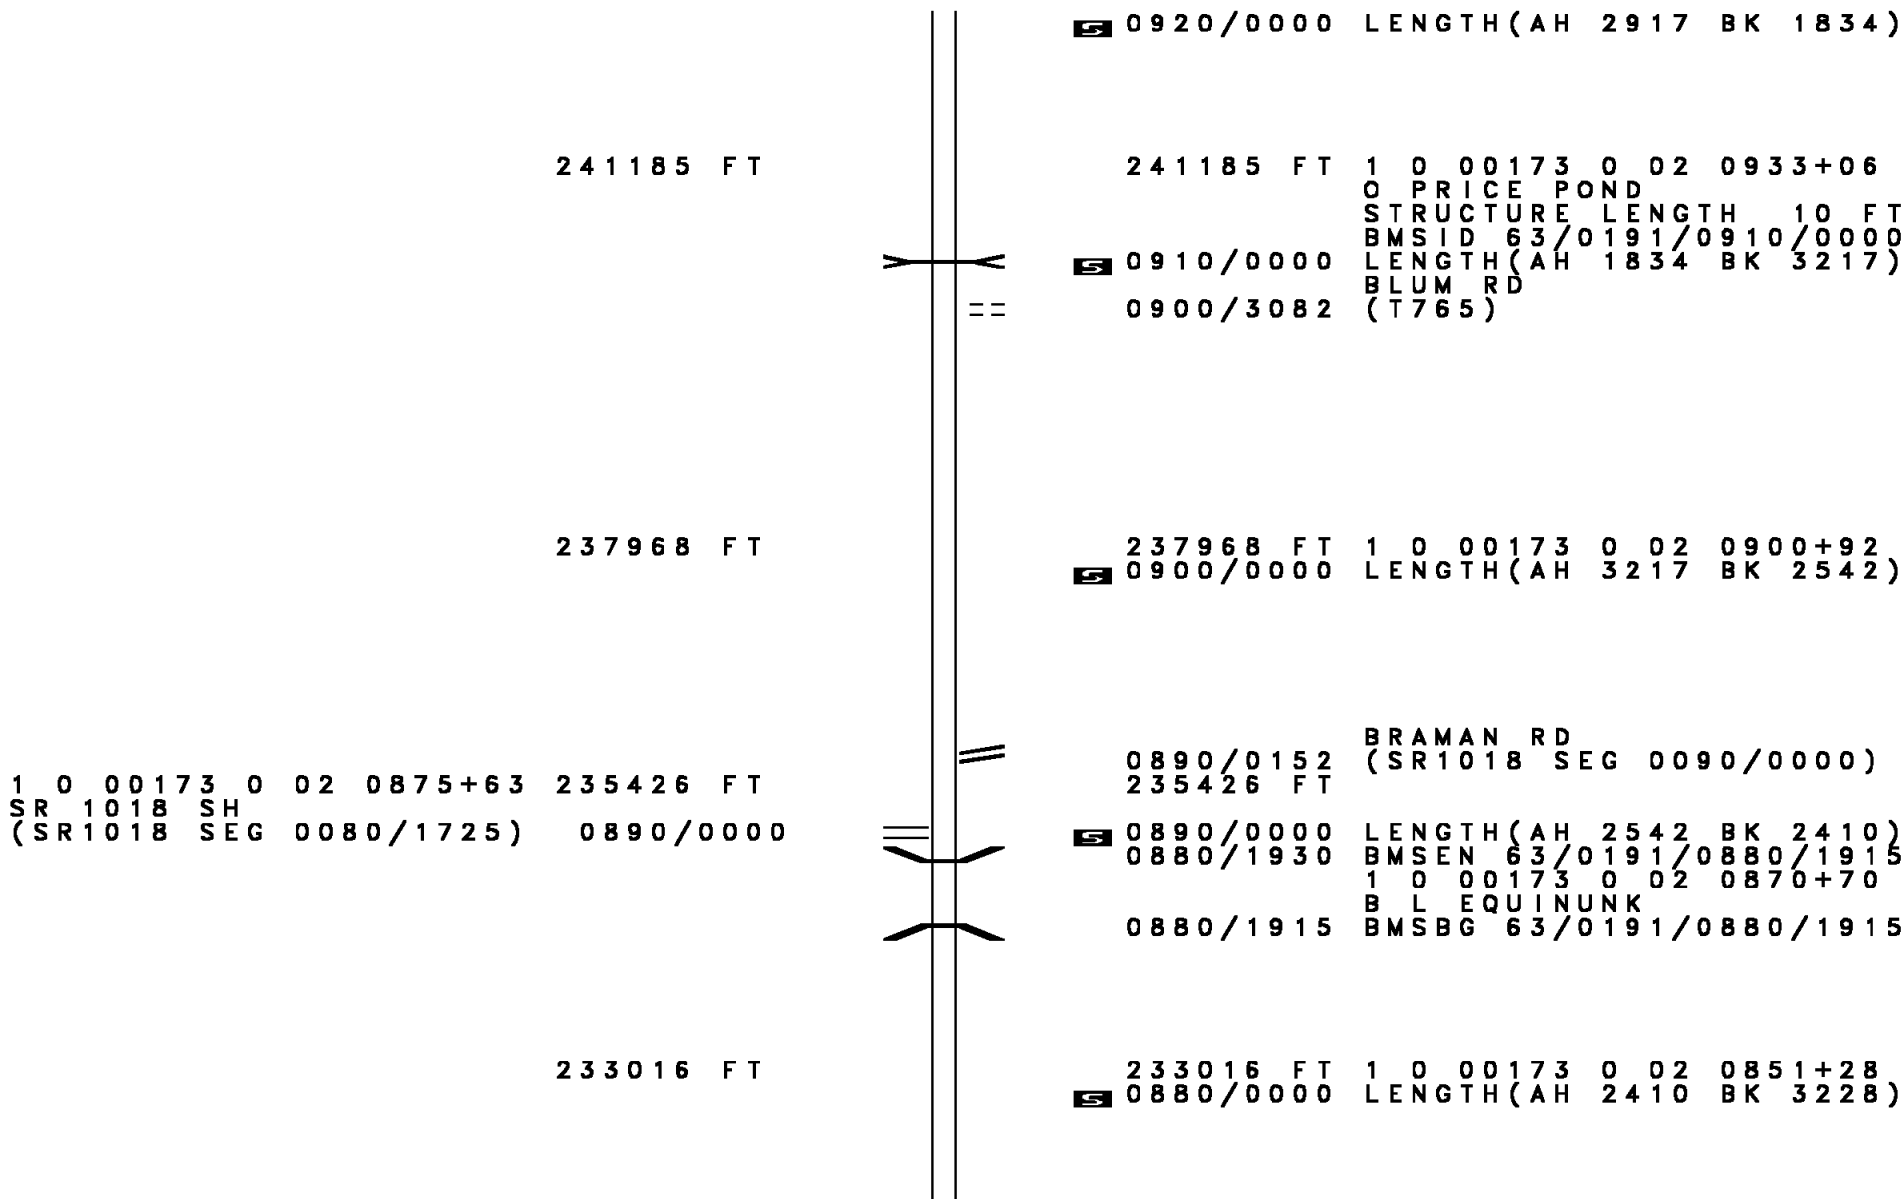 S 0920/0000 LENGTH(AH 2917 BK 1834)
241185 FT 241185 FT 1 0 00173 0 02 0933+06
O PRICE POND
STRUCTURE LENGTH 10 FT
BMSID 63/0191/0910/0000
S 0910/0000 LENGTH(AH 1834 BK 3217)
BLUM RD
0900/3082 (T765)
237968 FT 237968 FT 1 0 00173 0 02 0900+92
S 0900/0000 LENGTH(AH 3217 BK 2542)
BRAMAN RD
0890/0152 (SR1018 SEG 0090/0000)
1 0 00173 0 02 0875+63 235426 FT 235426 FT
SR 1018 SH
(SR1018 SEG 0080/1725) 0890/0000 S 0890/0000 LENGTH(AH 2542 BK 2410)
0880/1930 BMSEN 63/0191/0880/1915
1 0 00173 0 02 0870+70
B L EQUINUNK
0880/1915 BMSBG 63/0191/0880/1915
233016 FT 233016 FT 1 0 00173 0 02 0851+28
S 0880/0000 LENGTH(AH 2410 BK 3228)